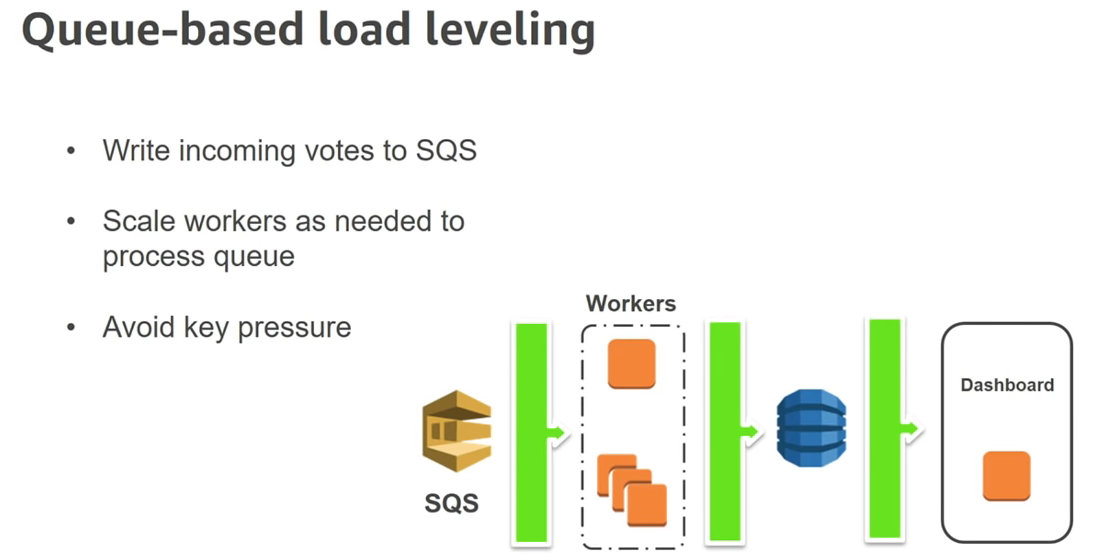 Queue-based load leveling
• Write incoming votes to SQS
• Scale workers as needed to
process queue
• Avoid key pressure
Workers
SQS
Dashboard